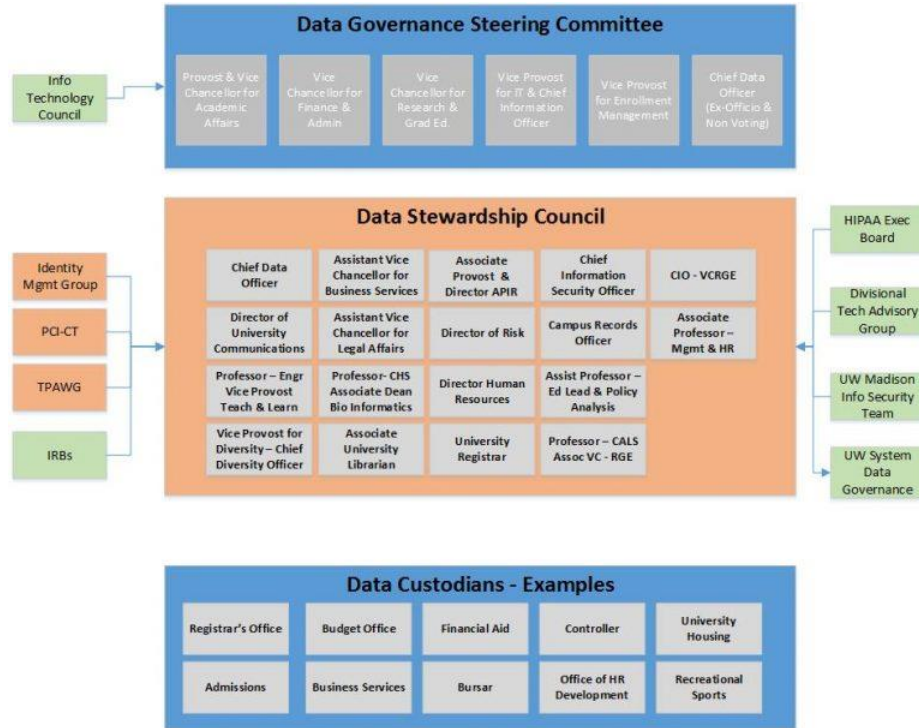 Data Governance Steering Committee
Info
Technology
Council
Provost & Vice
Chancellor for
Academic
Affairs
Vice
Chancellor for
Finance &
Admin
Vice
Chancellor for
Research &
Grad Ed.
Vice Provost
for IT & Chief
Information
Officer
Vice Provost
for Enrollment
Management
Chief Data
Officer
(Ex-Officio &
Non Voting)
Data Stewardship Council
Identity
Mgmt Group
PCI-CT
TPAWG
IRBs
Chief Data
Officer
Assistant Vice
Chancellor for
Business Services
Associate
Provost &
Director APIR
Chief
Information
Security Officer
CIO - VCRGE
Director of
University
Communications
Assistant Vice
Chancellor for
Legal Affairs
Director of Risk
Campus Records
Officer
Associate
Professor –
Mgmt & HR
Professor – Engr
Vice Provost
Teach & Learn
Professor- CHS
Associate Dean
Bio Informatics
Director Human
Resources
Assist Professor –
Ed Lead & Policy
Analysis
Vice Provost for
Diversity – Chief
Diversity Officer
Associate
University
Librarian
University
Registrar
Professor – CALS
Assoc VC - RGE
HIPAA Exec
Board
Divisional
Tech Advisory
Group
UW Madison
Info Security
Team
UW System
Data
Governance
Data Custodians - Examples
Registrar's Office
Budget Office
Financial Aid
Controller
University
Housing
Admissions
Business Services
Bursar
Office of HR
Development
Recreational
Sports